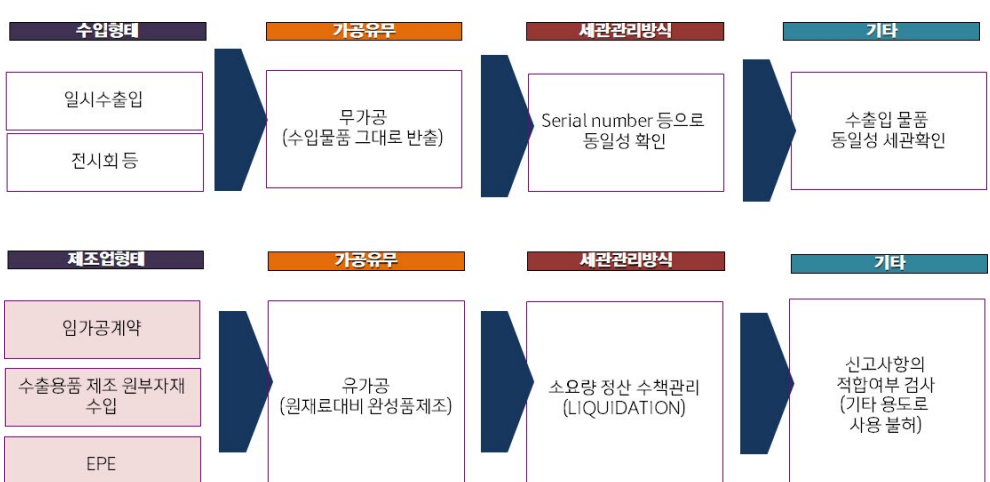 수입형태
가공유무
세관관리방식
기타
일시수출입
전시회 등
무가공
(수입물품 그대로 반출)
Serial number 등으로
동일성 확인
수출입 물품
동일성 세관확인
제조업형태
가공유무
세관관리방식
기타
임가공계약
수출용품 제조 원부자재
수입
EPE
유가공
(원재료대비 완성품제조)
소요량 정산 수책관리
(LIQUIDATION)
신고사항의
적합여부 검사
(기타 용도로
사용 불허)